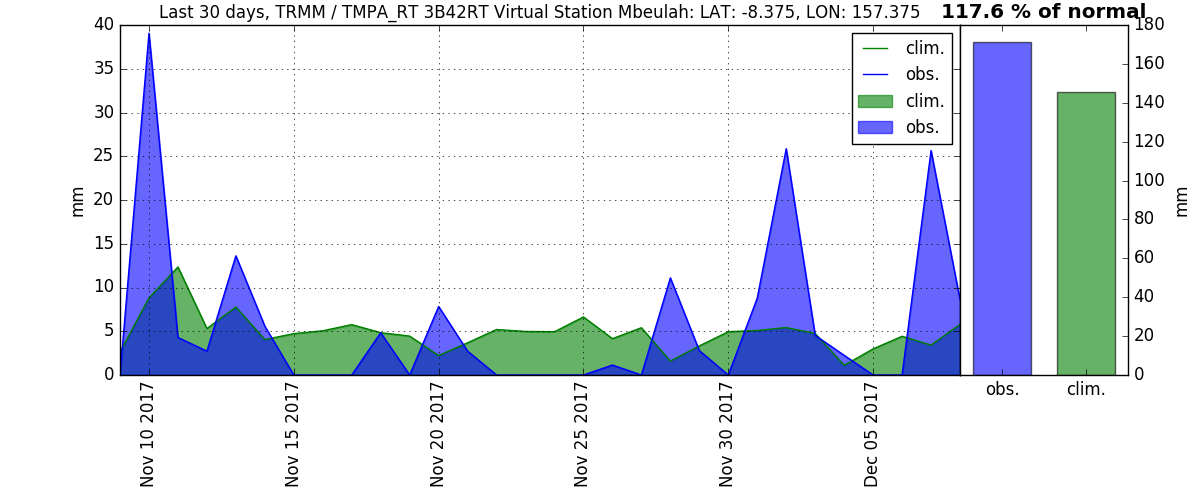 Last 30 days, TRMM / TMPA_RT 3B42RT Virtual Station Mbeulah: LAT: -8.375, LON: 157.375
117.6 % of normal
40
35
30
25
20
15
10
5
0
mm
clim.
obs.
clim.
obs.
180
160
140
120
100
80
60
40
20
0
mm
Nov 10 2017
Nov 15 2017
Nov 20 2017
Nov 25 2017
Nov 30 2017
Dec 05 2017
obs.
clim.